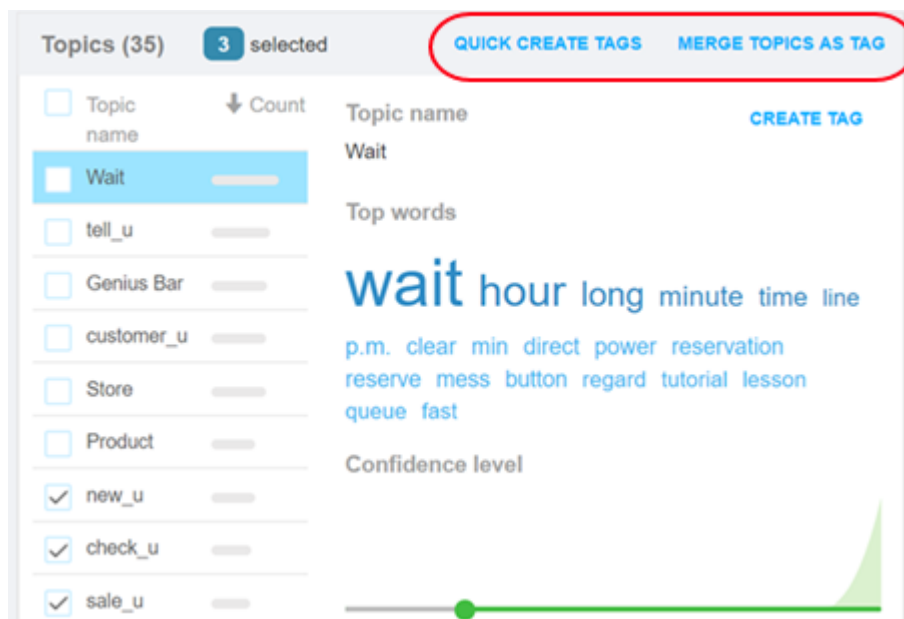 Topics (35) 3 selected QUICK CREATE TAGS MERGE TOPICS AS TAG
Topic name
Count
Wait
tell_u
Genius Bar
customer_u
Store
Product
new_u
check_u
sale_u
Topic name CREATE TAG
Wait
Top words
wait hour long minute time line
p.m. clear min direct power reservation
reserve mess button regard tutorial lesson
queue fast
Confidence level